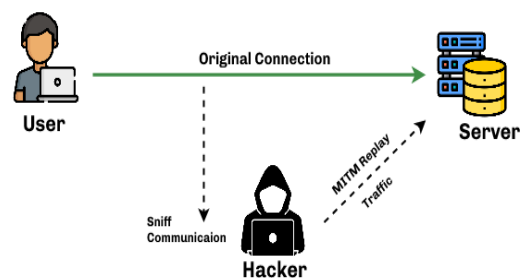 Original Connection
User
Server
MITM Replay
Traffic
Sniff
Communicaion
Hacker